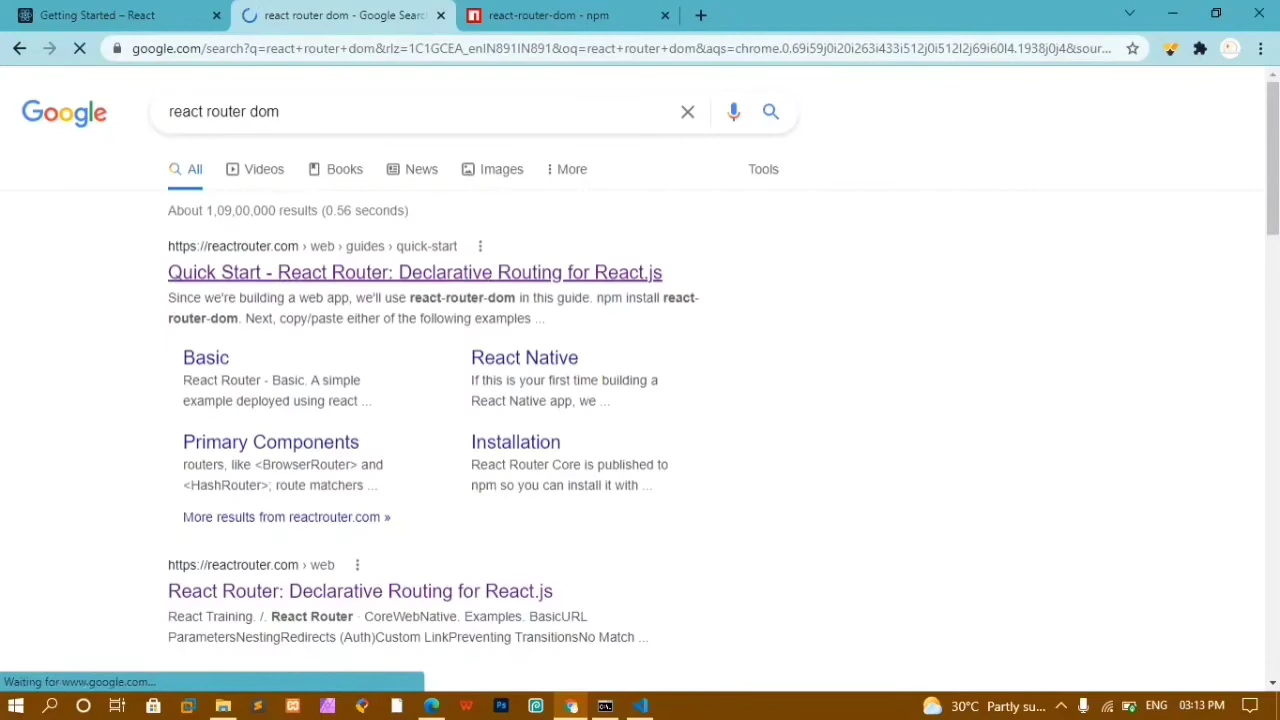 Getting Started – React
react router dom - Google Searc
react-router-dom - npm
google.com/search?q=react+router+dom&rlz=1C1GCEA_enIN891IN891&oq=react+router+dom&aqs=chrome.0.69i59j0i20i263i433i512j0i512l2j69i60l4.1938j0j4&sour...
Google
react router dom
All
Videos
Books
News
Images
More
Tools
About 1,09,00,000 results (0.56 seconds)
https://reactrouter.com › web › guides › quick-start
Quick Start - React Router: Declarative Routing for React.js
Since we're building a web app, we'll use react-router-dom in this guide. npm install react-
router-dom. Next, copy/paste either of the following examples ...
Basic
React Router - Basic. A simple
example deployed using react ...
React Native
If this is your first time building a
React Native app, we ...
Primary Components
routers, like <BrowserRouter> and
<HashRouter>; route matchers ...
Installation
React Router Core is published to
npm so you can install it with ...
More results from reactrouter.com »
https://reactrouter.com › web
React Router: Declarative Routing for React.js
React Training. /. React Router · CoreWebNative. Examples. BasicURL
ParametersNestingRedirects (Auth)Custom LinkPreventing TransitionsNo Match ...
Waiting for www.google.com...
30°C Partly su...
ENG
03:13 PM